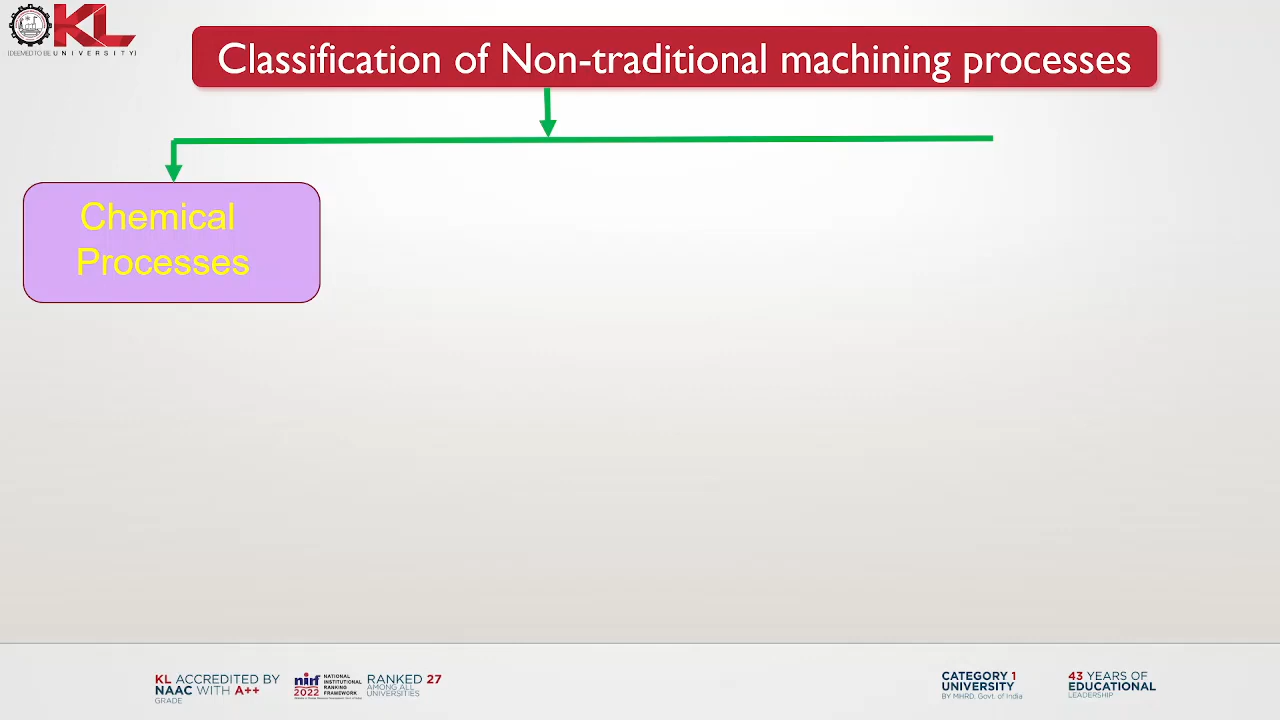 KL
(DEEMED TO BE UNIVERSITY)
Classification of Non-traditional machining processes
Chemical
Processes
KL ACCREDITED BY
NAAC WITH A++
GRADE
nirf
2022
NATIONAL
INSTITUTIONAL
RANKING
FRAMEWORK
RANKED 27
AMONG ALL
UNIVERSITIES
CATEGORY 1
UNIVERSITY
BY MHRD, Govt. of India
43 YEARS OF
EDUCATIONAL
LEADERSHIP